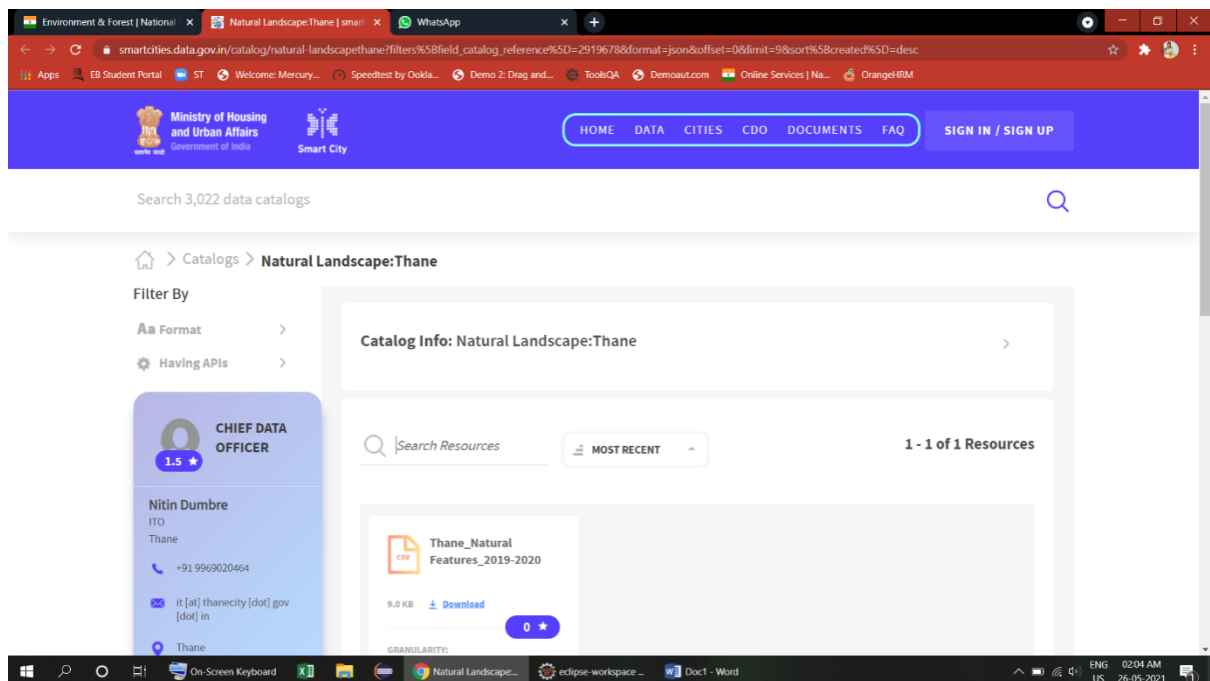 Environment & Forest | National
Natural Landscape:Thane | smart
WhatsApp
smartcities.data.gov.in/catalog/natural-landscapethane?filters%5Bfield_catalog_reference%5D=2919678&format=json&offset=0&limit=9&sort%5Bcreated%5D=desc
Apps
EB Student Portal
ST
Welcome: Mercury...
Speedtest by Ookla...
Demo 2: Drag and...
ToolsQA
Demoaut.com
Online Services | Na...
OrangeHRM
Ministry of Housing
and Urban Affairs
Government of India
सत्यमेव जयते
Smart City
HOME DATA CITIES CDO DOCUMENTS FAQ
SIGN IN / SIGN UP
Search 3,022 data catalogs
Catalogs
Natural Landscape:Thane
Filter By
Aa Format
Having APIs
Catalog Info: Natural Landscape:Thane
CHIEF DATA
OFFICER
1.5
Nitin Dumbre
ITO
Thane
+91 9969020464
it [at] thanecity [dot] gov
[dot] in
Thane
Search Resources
MOST RECENT
1 - 1 of 1 Resources
CSV
Thane_Natural
Features_2019-2020
9.0 KB
Download
0
GRANULARITY:
On-Screen Keyboard
Natural Landscape:...
eclipse-workspace ...
Doc1 - Word
ENG
US
02:04 AM
26-05-2021
1